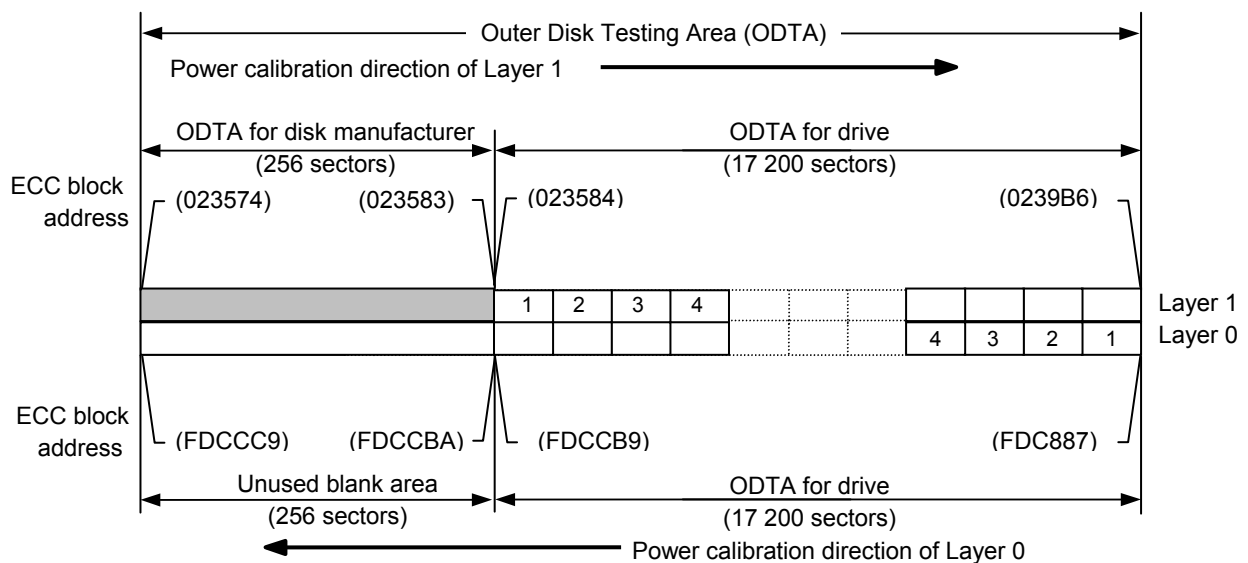 Outer Disk Testing Area (ODTA)
Power calibration direction of Layer 1
ODTA for disk manufacturer
(256 sectors)
ODTA for drive
(17 200 sectors)
ECC block
address
(023574)
(023583)
(023584)
(0239B6)
1 2 3 4
Layer 1
4 3 2 1
Layer 0
ECC block
address
(FDCCC9)
(FDCCBA)
(FDCCB9)
(FDC887)
Unused blank area
(256 sectors)
ODTA for drive
(17 200 sectors)
Power calibration direction of Layer 0